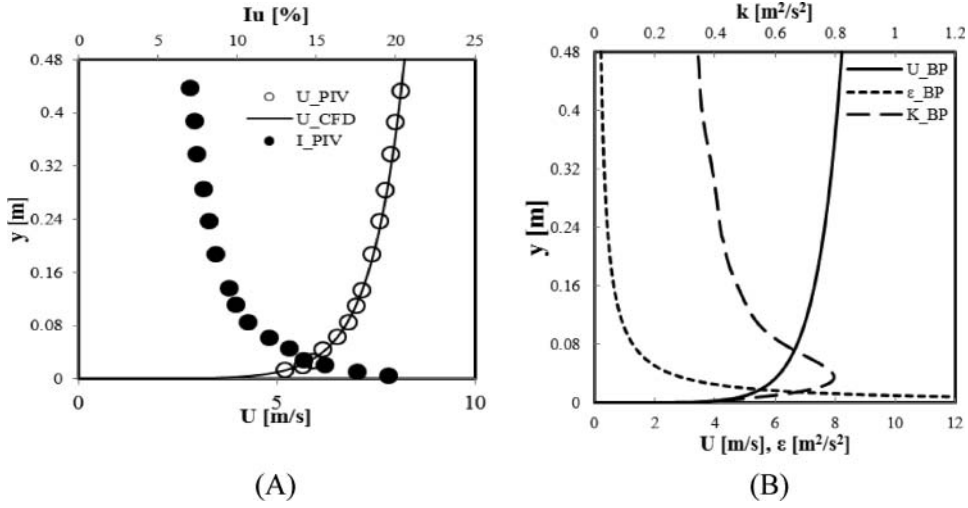 Iu [%]
0 5 10 15 20 25
0.48
0.4
0.32
0.24
0.16
0.08
0
y [m]
U_PIV
U_CFD
I_PIV
5 10
U [m/s]
(A)
k [m²/s²]
0 0.2 0.4 0.6 0.8 1 1.2
0.48
0.4
0.32
0.24
0.16
0.08
0
y [m]
U_BP
ε_BP
K_BP
0 2 4 6 8 10 12
U [m/s], ε [m²/s²]
(B)